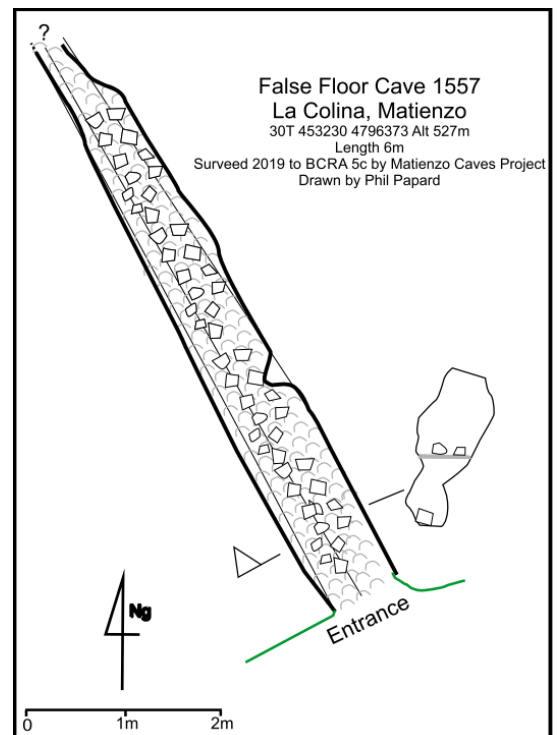 ?
False Floor Cave 1557
La Colina, Matienzo
30T 453230 4796373 Alt 527m
Length 6m
Surveed 2019 to BCRA 5c by Matienzo Caves Project
Drawn by Phil Papard
Entrance
Ng
0 1m 2m